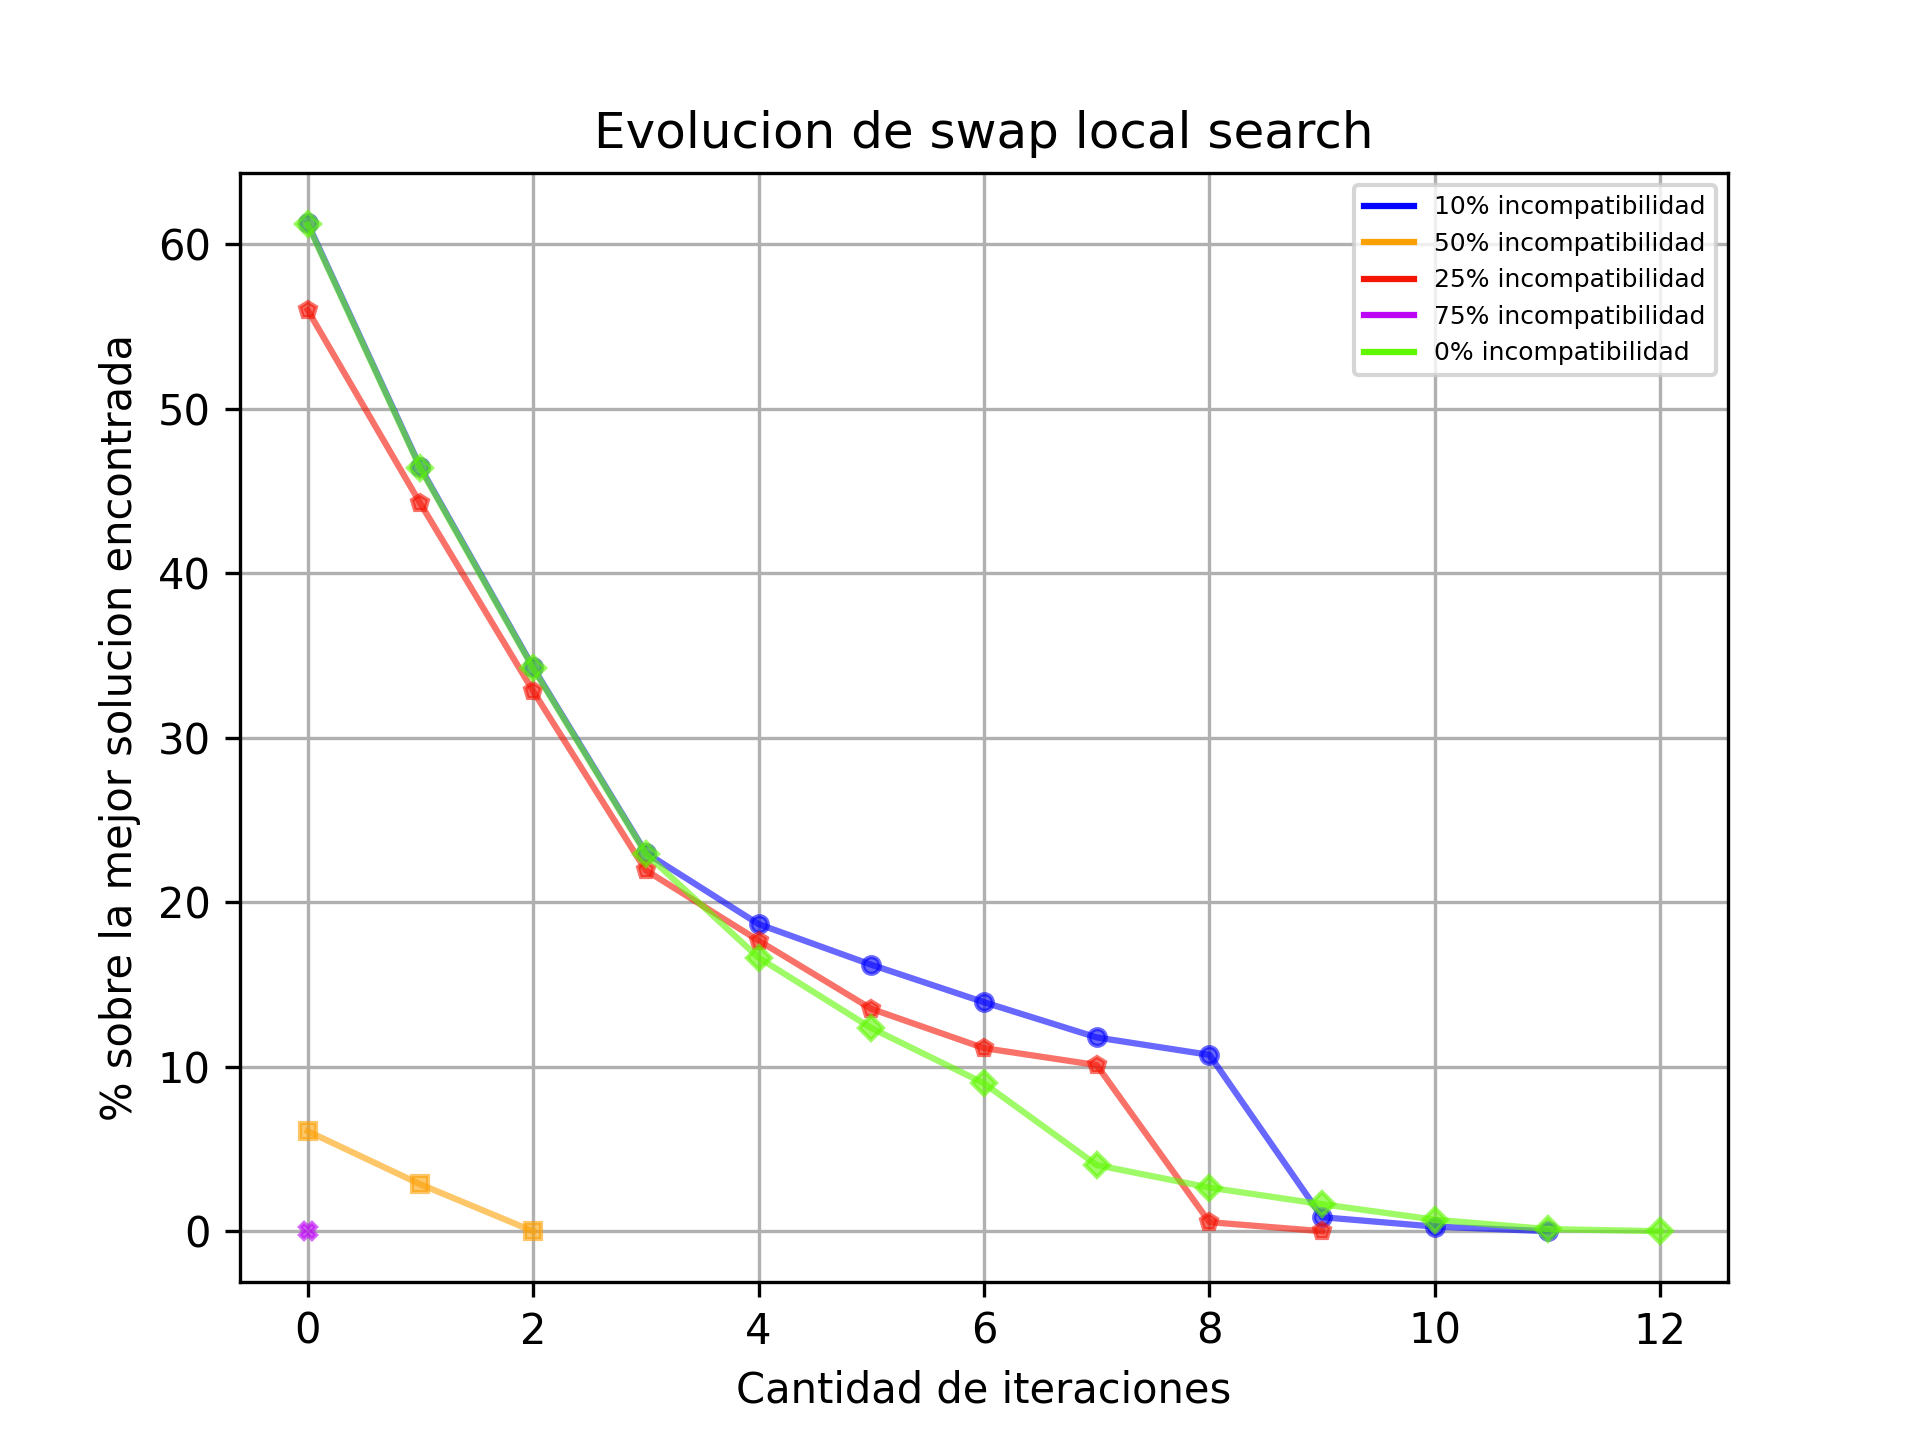 Evolucion de swap local search
10% incompatibilidad
50% incompatibilidad
25% incompatibilidad
75% incompatibilidad
0% incompatibilidad
% sobre la mejor solucion encontrada
60
50
40
30
20
10
0
0 2 4 6 8 10 12
Cantidad de iteraciones